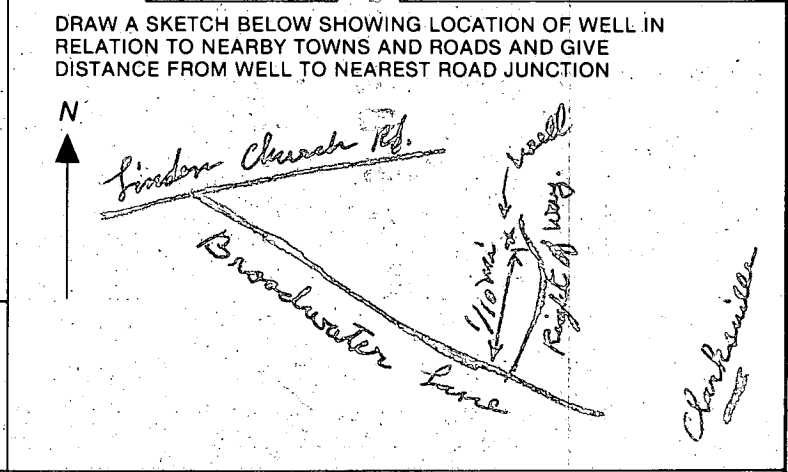 DRAW A SKETCH BELOW SHOWING LOCATION OF WELL IN
RELATION TO NEARBY TOWNS AND ROADS AND GIVE
DISTANCE FROM WELL TO NEAREST ROAD JUNCTION
N
Linden Church Rd.
Broadwater Lane
1/10 mi
well
Right of Way.
Clarksville